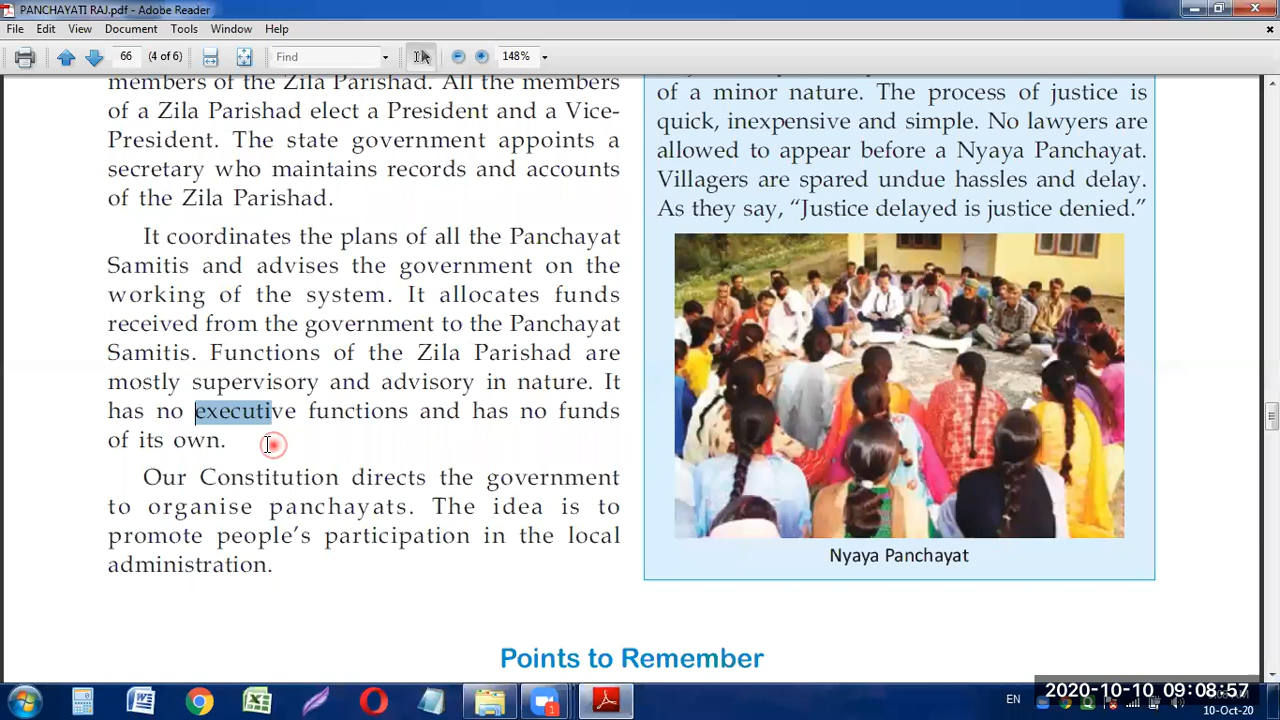 PANCHAYATI RAJ.pdf - Adobe Reader
File Edit View Document Tools Window Help
66 (4 of 6) Find 148%
members of the Zila Parishad. All the members
of a Zila Parishad elect a President and a Vice-
President. The state government appoints a
secretary who maintains records and accounts
of the Zila Parishad.
It coordinates the plans of all the Panchayat
Samitis and advises the government on the
working of the system. It allocates funds
received from the government to the Panchayat
Samitis. Functions of the Zila Parishad are
mostly supervisory and advisory in nature. It
has no executive functions and has no funds
of its own.
Our Constitution directs the government
to organise panchayats. The idea is to
promote people's participation in the local
administration.
of a minor nature. The process of justice is
quick, inexpensive and simple. No lawyers are
allowed to appear before a Nyaya Panchayat.
Villagers are spared undue hassles and delay.
As they say, “Justice delayed is justice denied.”
Nyaya Panchayat
Points to Remember
EN
2020-10-10 09:08:57
10-Oct-20